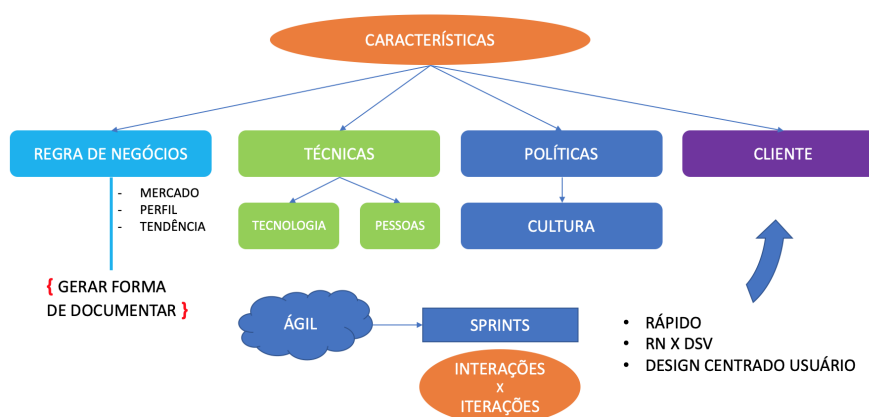 CARACTERÍSTICAS
REGRA DE NEGÓCIOS
TÉCNICAS
POLÍTICAS
CLIENTE
- MERCADO
- PERFIL
- TENDÊNCIA
TECNOLOGIA
PESSOAS
CULTURA
{ GERAR FORMA
DE DOCUMENTAR }
ÁGIL
SPRINTS
INTERAÇÕES
x
ITERAÇÕES
• RÁPIDO
• RN X DSV
• DESIGN CENTRADO USUÁRIO